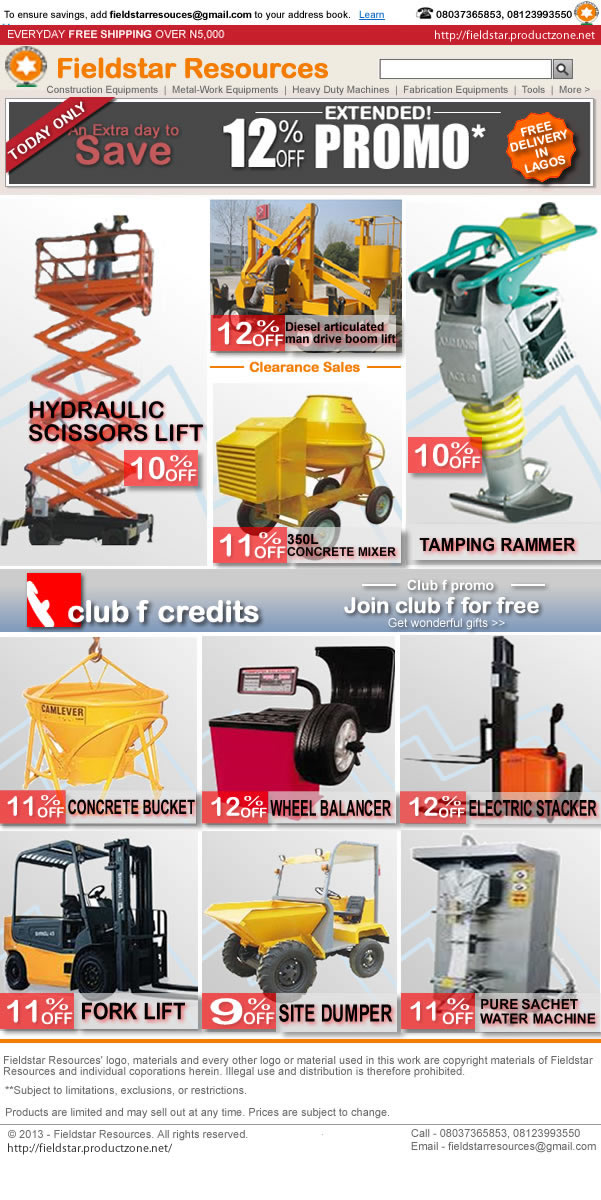 To ensure savings, add fieldstarresouces@gmail.com to your address book. Learn
08037365853, 08123993550
EVERYDAY FREE SHIPPING OVER N5,000
http://fieldstar.productzone.net
Fieldstar Resources
Construction Equipments | Metal-Work Equipments | Heavy Duty Machines | Fabrication Equipments | Tools | More >
TODAY ONLY
An Extra day to
Save
EXTENDED!
12% OFF PROMO*
FREE
DELIVERY
IN
LAGOS
HYDRAULIC
SCISSORS LIFT
10% OFF
12% OFF
Diesel articulated
man drive boom lift
Clearance Sales
11% OFF
350L
CONCRETE MIXER
AMMANN
10% OFF
TAMPING RAMMER
club f credits
Club f promo
Join club f for free
Get wonderful gifts >>
CAMLEVER
11% OFF CONCRETE BUCKET
12% OFF WHEEL BALANCER
12% OFF ELECTRIC STACKER
11% OFF FORK LIFT
9% OFF SITE DUMPER
11% OFF
PURE SACHET
WATER MACHINE
Fieldstar Resources' logo, materials and every other logo or material used in this work are copyright materials of Fieldstar
Resources and individual coporations herein. Illegal use and distribution is therefore prohibited.
**Subject to limitations, exclusions, or restrictions.
Products are limited and may sell out at any time. Prices are subject to change.
© 2013 - Fieldstar Resources. All rights reserved.
http://fieldstar.productzone.net/
Call - 08037365853, 08123993550
Email - fieldstarresources@gmail.com